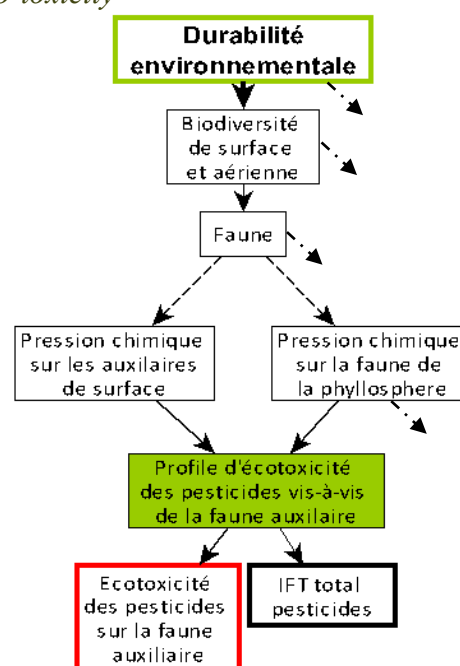 toxicity
Durabilité
environnementale
Biodiversité
de surface
et aérienne
Faune
Pression chimique
sur les auxilaires
de surface
Pression chimique
sur la faune de
la phyllosphere
Profile d'écotoxicité
des pesticides vis-à-vis
de la faune auxilaire
Ecotoxicité
des pesticides
sur la faune
auxiliaire
IFT total
pesticides